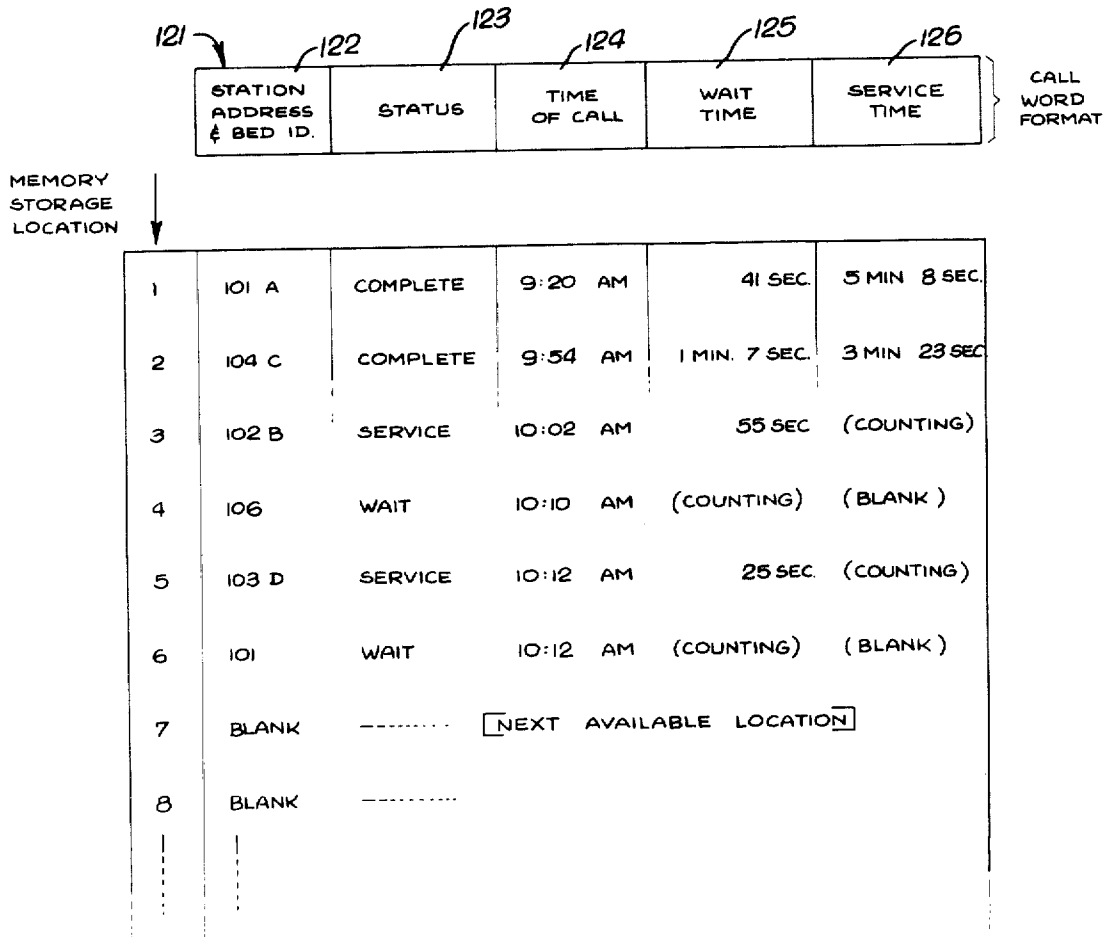 121 122 123 124 125 126
STATION ADDRESS & BED ID.
STATUS
TIME OF CALL
WAIT TIME
SERVICE TIME
CALL WORD FORMAT
MEMORY STORAGE LOCATION
1 101 A COMPLETE 9:20 AM 41 SEC. 5 MIN 8 SEC.
2 104 C COMPLETE 9:54 AM 1 MIN. 7 SEC. 3 MIN 23 SEC
3 102 B SERVICE 10:02 AM 55 SEC (COUNTING)
4 106 WAIT 10:10 AM (COUNTING) (BLANK)
5 103 D SERVICE 10:12 AM 25 SEC. (COUNTING)
6 101 WAIT 10:12 AM (COUNTING) (BLANK)
7 BLANK -------- [NEXT AVAILABLE LOCATION]
8 BLANK --------